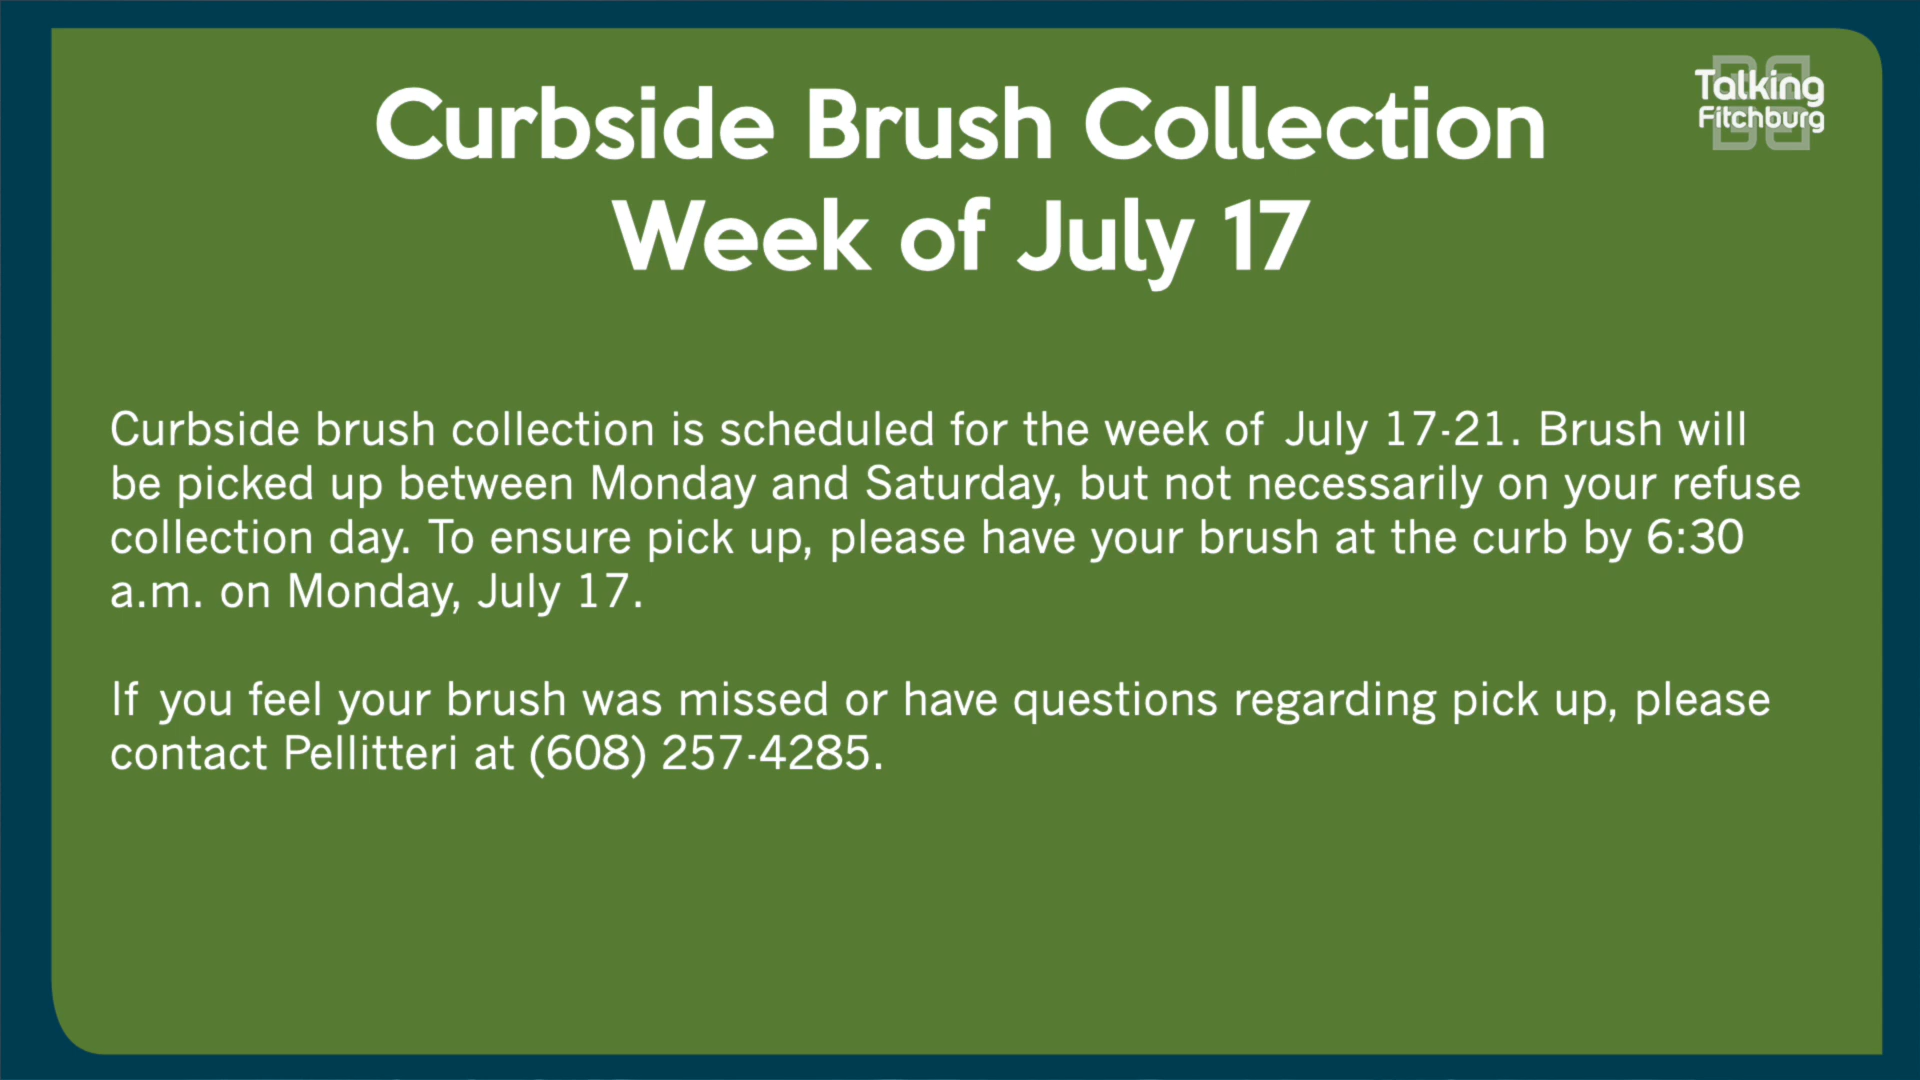 Curbside Brush Collection
Week of July 17
Talking
Fitchburg
Curbside brush collection is scheduled for the week of July 17-21. Brush will
be picked up between Monday and Saturday, but not necessarily on your refuse
collection day. To ensure pick up, please have your brush at the curb by 6:30
a.m. on Monday, July 17.
If you feel your brush was missed or have questions regarding pick up, please
contact Pellitteri at (608) 257-4285.